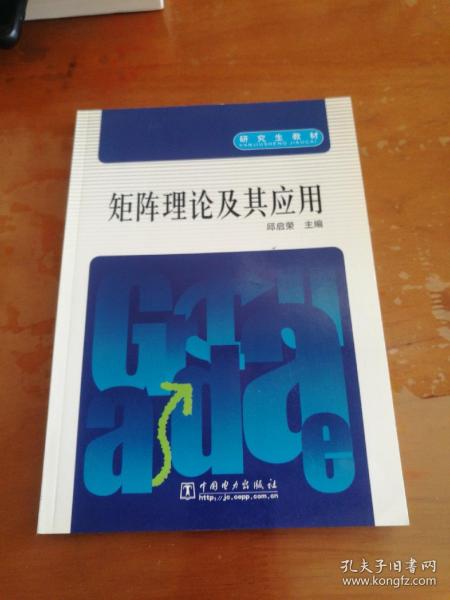 研究生教材
YANJIUSHENG JIAOCAI
矩阵理论及其应用
邱启荣 主编
中国电力出版社
http://jc.cepp.com.cn
孔夫子旧书网
www.kongfz.com